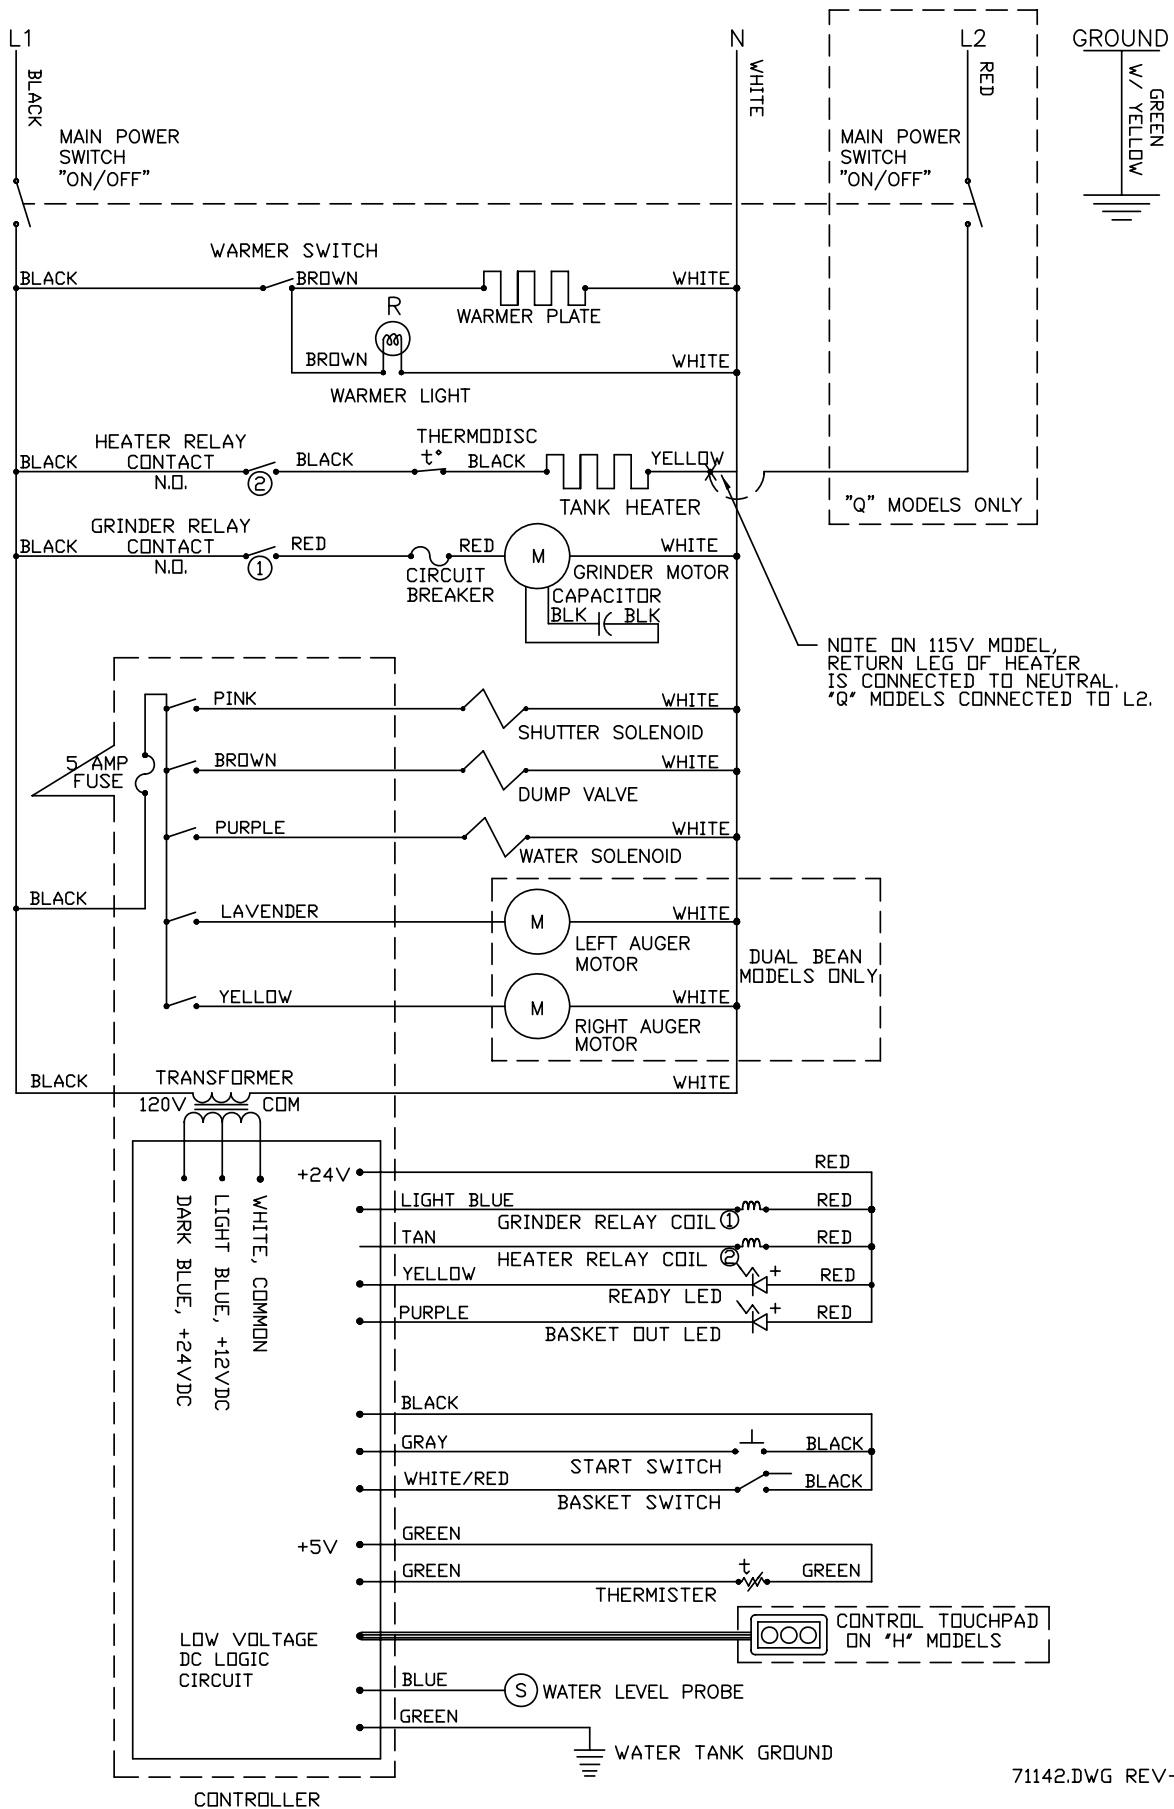 L1
N
L2
GROUND
BLACK
WHITE
RED
GREEN
W/ YELLOW
MAIN POWER
SWITCH
"ON/OFF"
MAIN POWER
SWITCH
"ON/OFF"
WARMER SWITCH
BLACK
BROWN
WHITE
WARMER PLATE
R
BROWN
WHITE
WARMER LIGHT
HEATER RELAY
CONTACT
N.O.
BLACK
2
BLACK
THERMODISC
t°
BLACK
YELLOW
TANK HEATER
"Q" MODELS ONLY
GRINDER RELAY
CONTACT
N.O.
BLACK
1
RED
CIRCUIT
BREAKER
RED
M
WHITE
GRINDER MOTOR
CAPACITOR
BLK
BLK
NOTE ON 115V MODEL,
RETURN LEG OF HEATER
IS CONNECTED TO NEUTRAL.
"Q" MODELS CONNECTED TO L2.
PINK
WHITE
SHUTTER SOLENOID
5 AMP
FUSE
BROWN
WHITE
DUMP VALVE
PURPLE
WHITE
WATER SOLENOID
BLACK
LAVENDER
M
WHITE
LEFT AUGER
MOTOR
DUAL BEAN
MODELS ONLY
YELLOW
M
WHITE
RIGHT AUGER
MOTOR
BLACK
TRANSFORMER
WHITE
120V
COM
DARK BLUE, +24VDC
LIGHT BLUE, +12VDC
WHITE, COMMON
+24V
RED
LIGHT BLUE
RED
GRINDER RELAY COIL 1
TAN
RED
HEATER RELAY COIL 2
YELLOW
+
RED
READY LED
PURPLE
+
RED
BASKET OUT LED
BLACK
GRAY
BLACK
START SWITCH
WHITE/RED
BLACK
BASKET SWITCH
+5V
GREEN
GREEN
t
GREEN
THERMISTER
CONTROL TOUCHPAD
ON "H" MODELS
LOW VOLTAGE
DC LOGIC
CIRCUIT
BLUE
S
WATER LEVEL PROBE
GREEN
WATER TANK GROUND
CONTROLLER
71142.DWG REV-